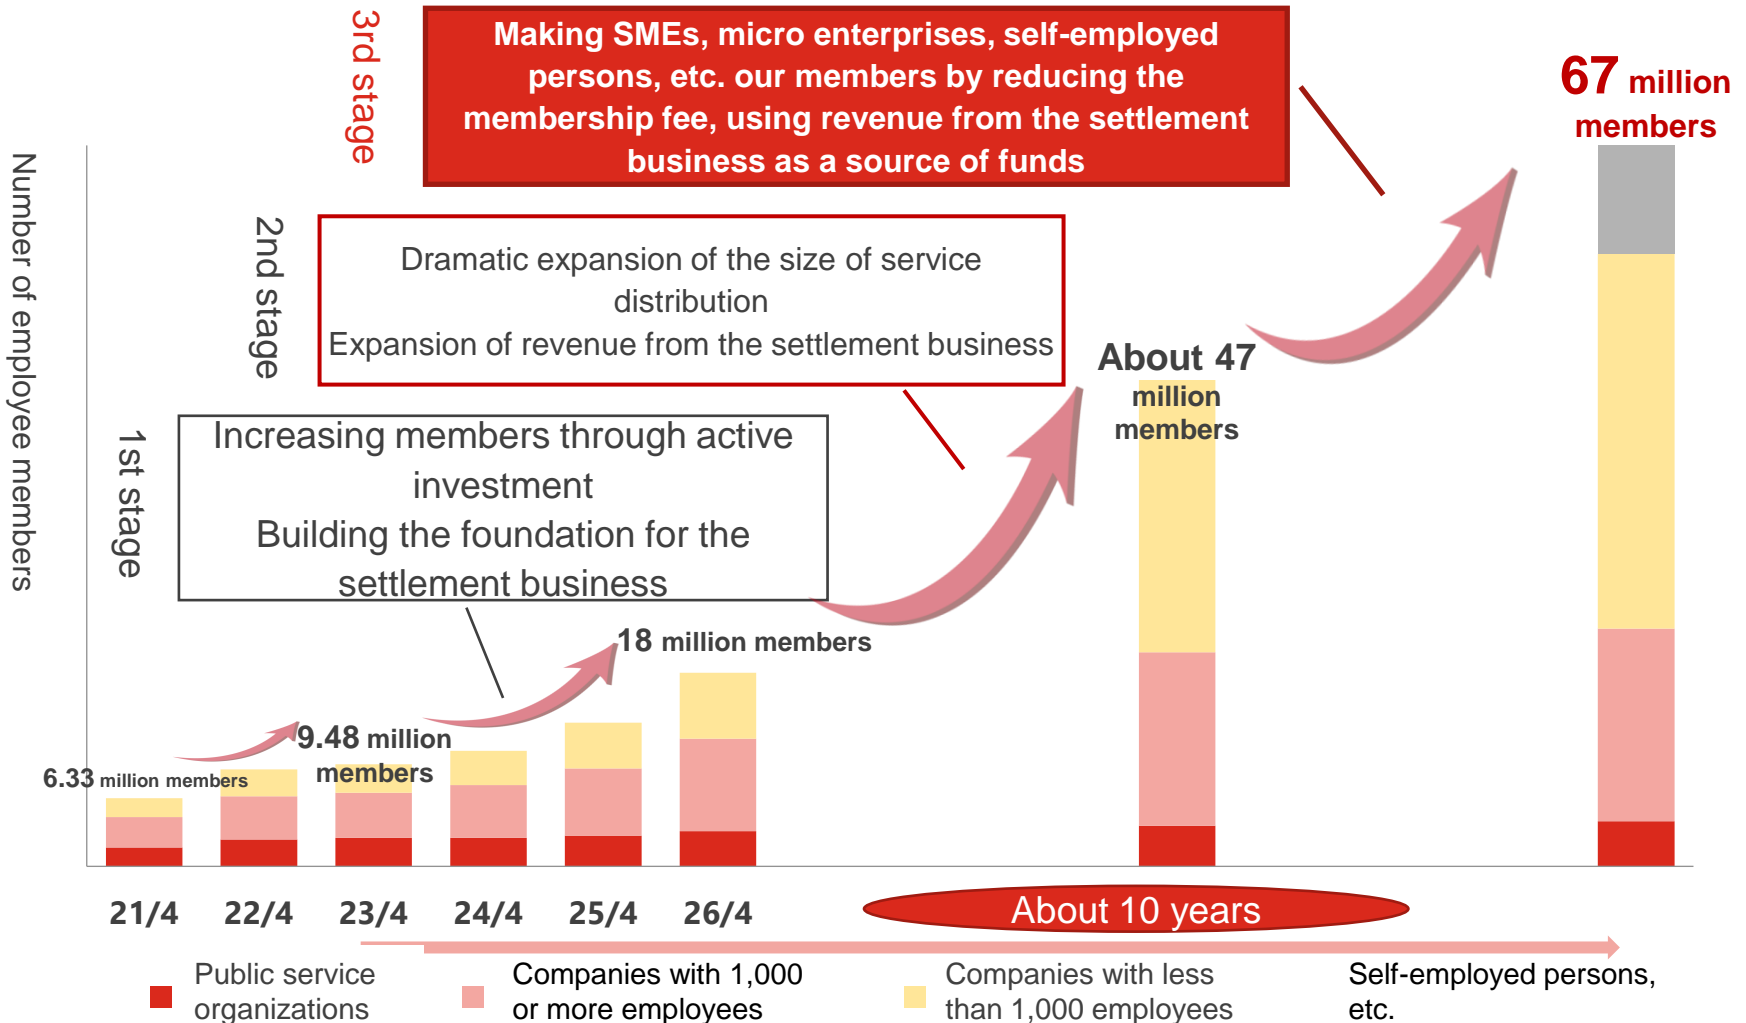 3rd stage
Making SMEs, micro enterprises, self-employed
persons, etc. our members by reducing the
membership fee, using revenue from the settlement
business as a source of funds
67 million
members
Number of employee members
2nd stage
Dramatic expansion of the size of service
distribution
Expansion of revenue from the settlement business
About 47
million
members
1st stage
Increasing members through active
investment
Building the foundation for the
settlement business
18 million members
9.48 million
members
6.33 million members
21/4 22/4 23/4 24/4 25/4 26/4
About 10 years
Public service
organizations
Companies with 1,000
or more employees
Companies with less
than 1,000 employees
Self-employed persons,
etc.